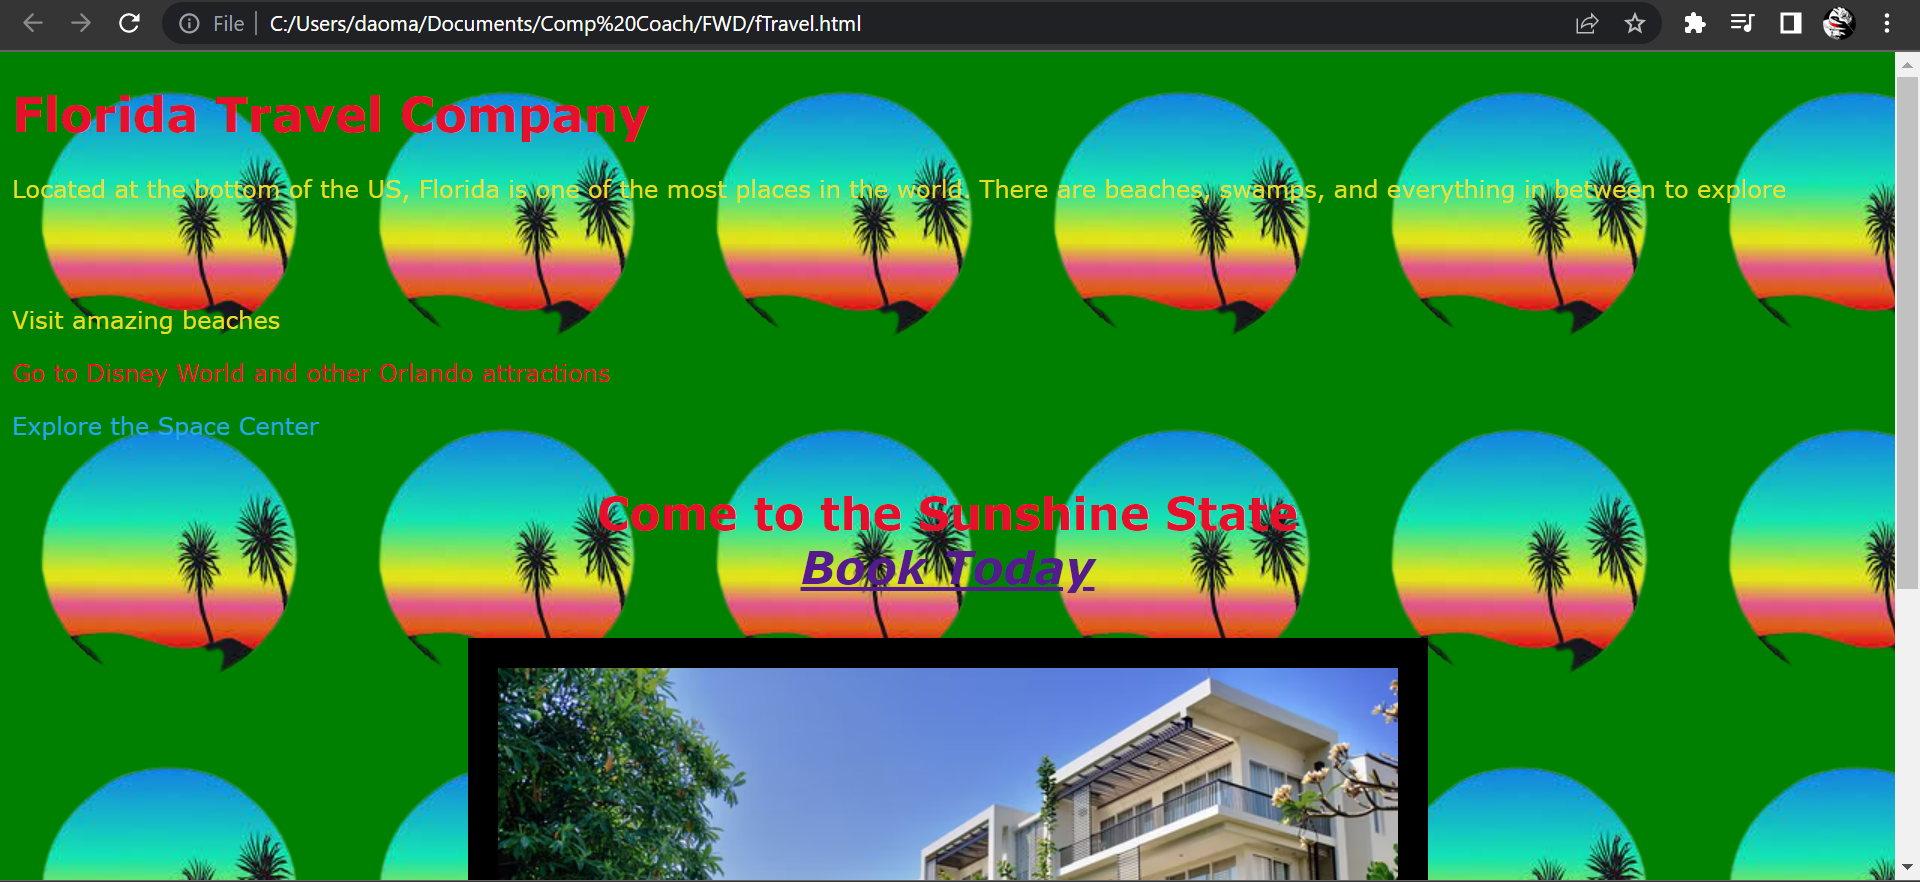 File
C:/Users/daoma/Documents/Comp%20Coach/FWD/fTravel.html
Florida Travel Company
Located at the bottom of the US, Florida is one of the most places in the world. There are beaches, swamps, and everything in between to explore
Visit amazing beaches
Go to Disney World and other Orlando attractions
Explore the Space Center
Come to the Sunshine State
Book Today